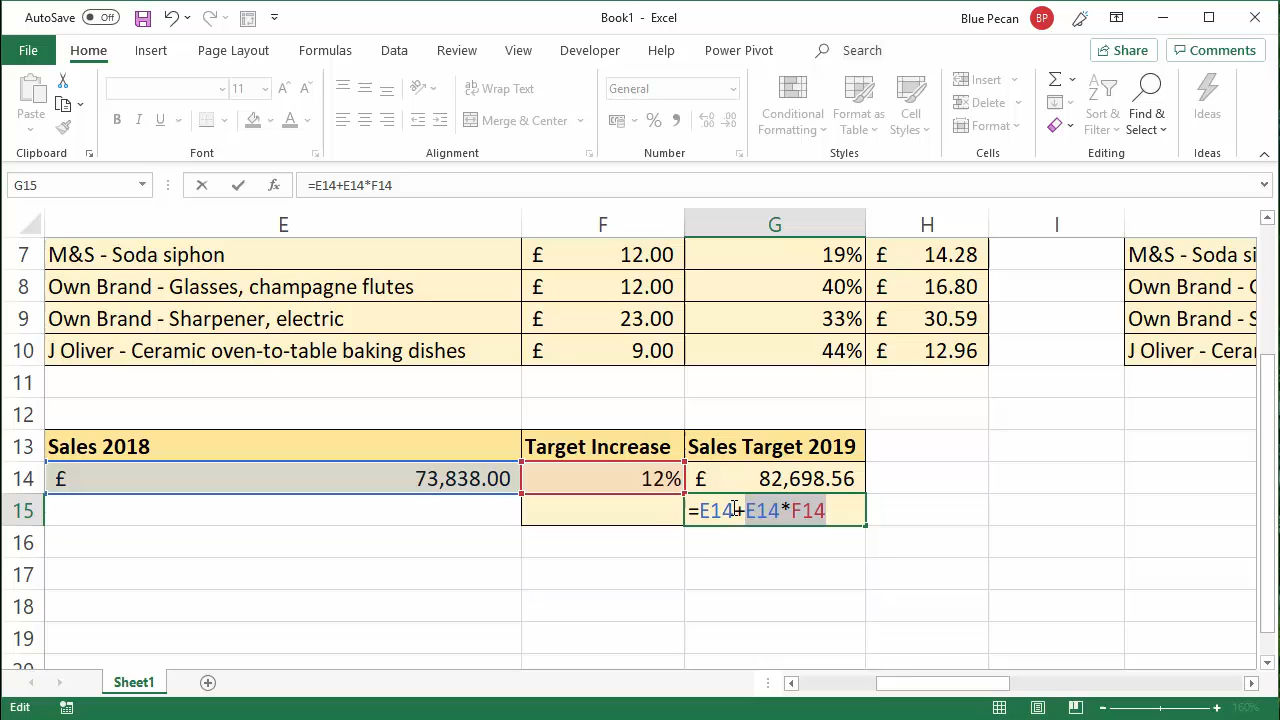 AutoSave Off Book1 - Excel Blue Pecan BP
File Home Insert Page Layout Formulas Data Review View Developer Help Power Pivot Search Share Comments
Paste
11
Wrap Text
General
Conditional Formatting
Format as Table
Cell Styles
Insert
Delete
Format
Sort & Filter
Find & Select
Ideas
B I U
Merge & Center
Clipboard Font Alignment Number Styles Cells Editing Ideas
G15 fx =E14+E14*F14
E F G H I
7 M&S - Soda siphon £ 12.00 19% £ 14.28 M&S - Soda si
8 Own Brand - Glasses, champagne flutes £ 12.00 40% £ 16.80 Own Brand - G
9 Own Brand - Sharpener, electric £ 23.00 33% £ 30.59 Own Brand - S
10 J Oliver - Ceramic oven-to-table baking dishes £ 9.00 44% £ 12.96 J Oliver - Cerar
11
12
13 Sales 2018 Target Increase Sales Target 2019
14 £ 73,838.00 12% £ 82,698.56
15 =E14+E14*F14
16
17
18
19
20
Sheet1
Edit 160%